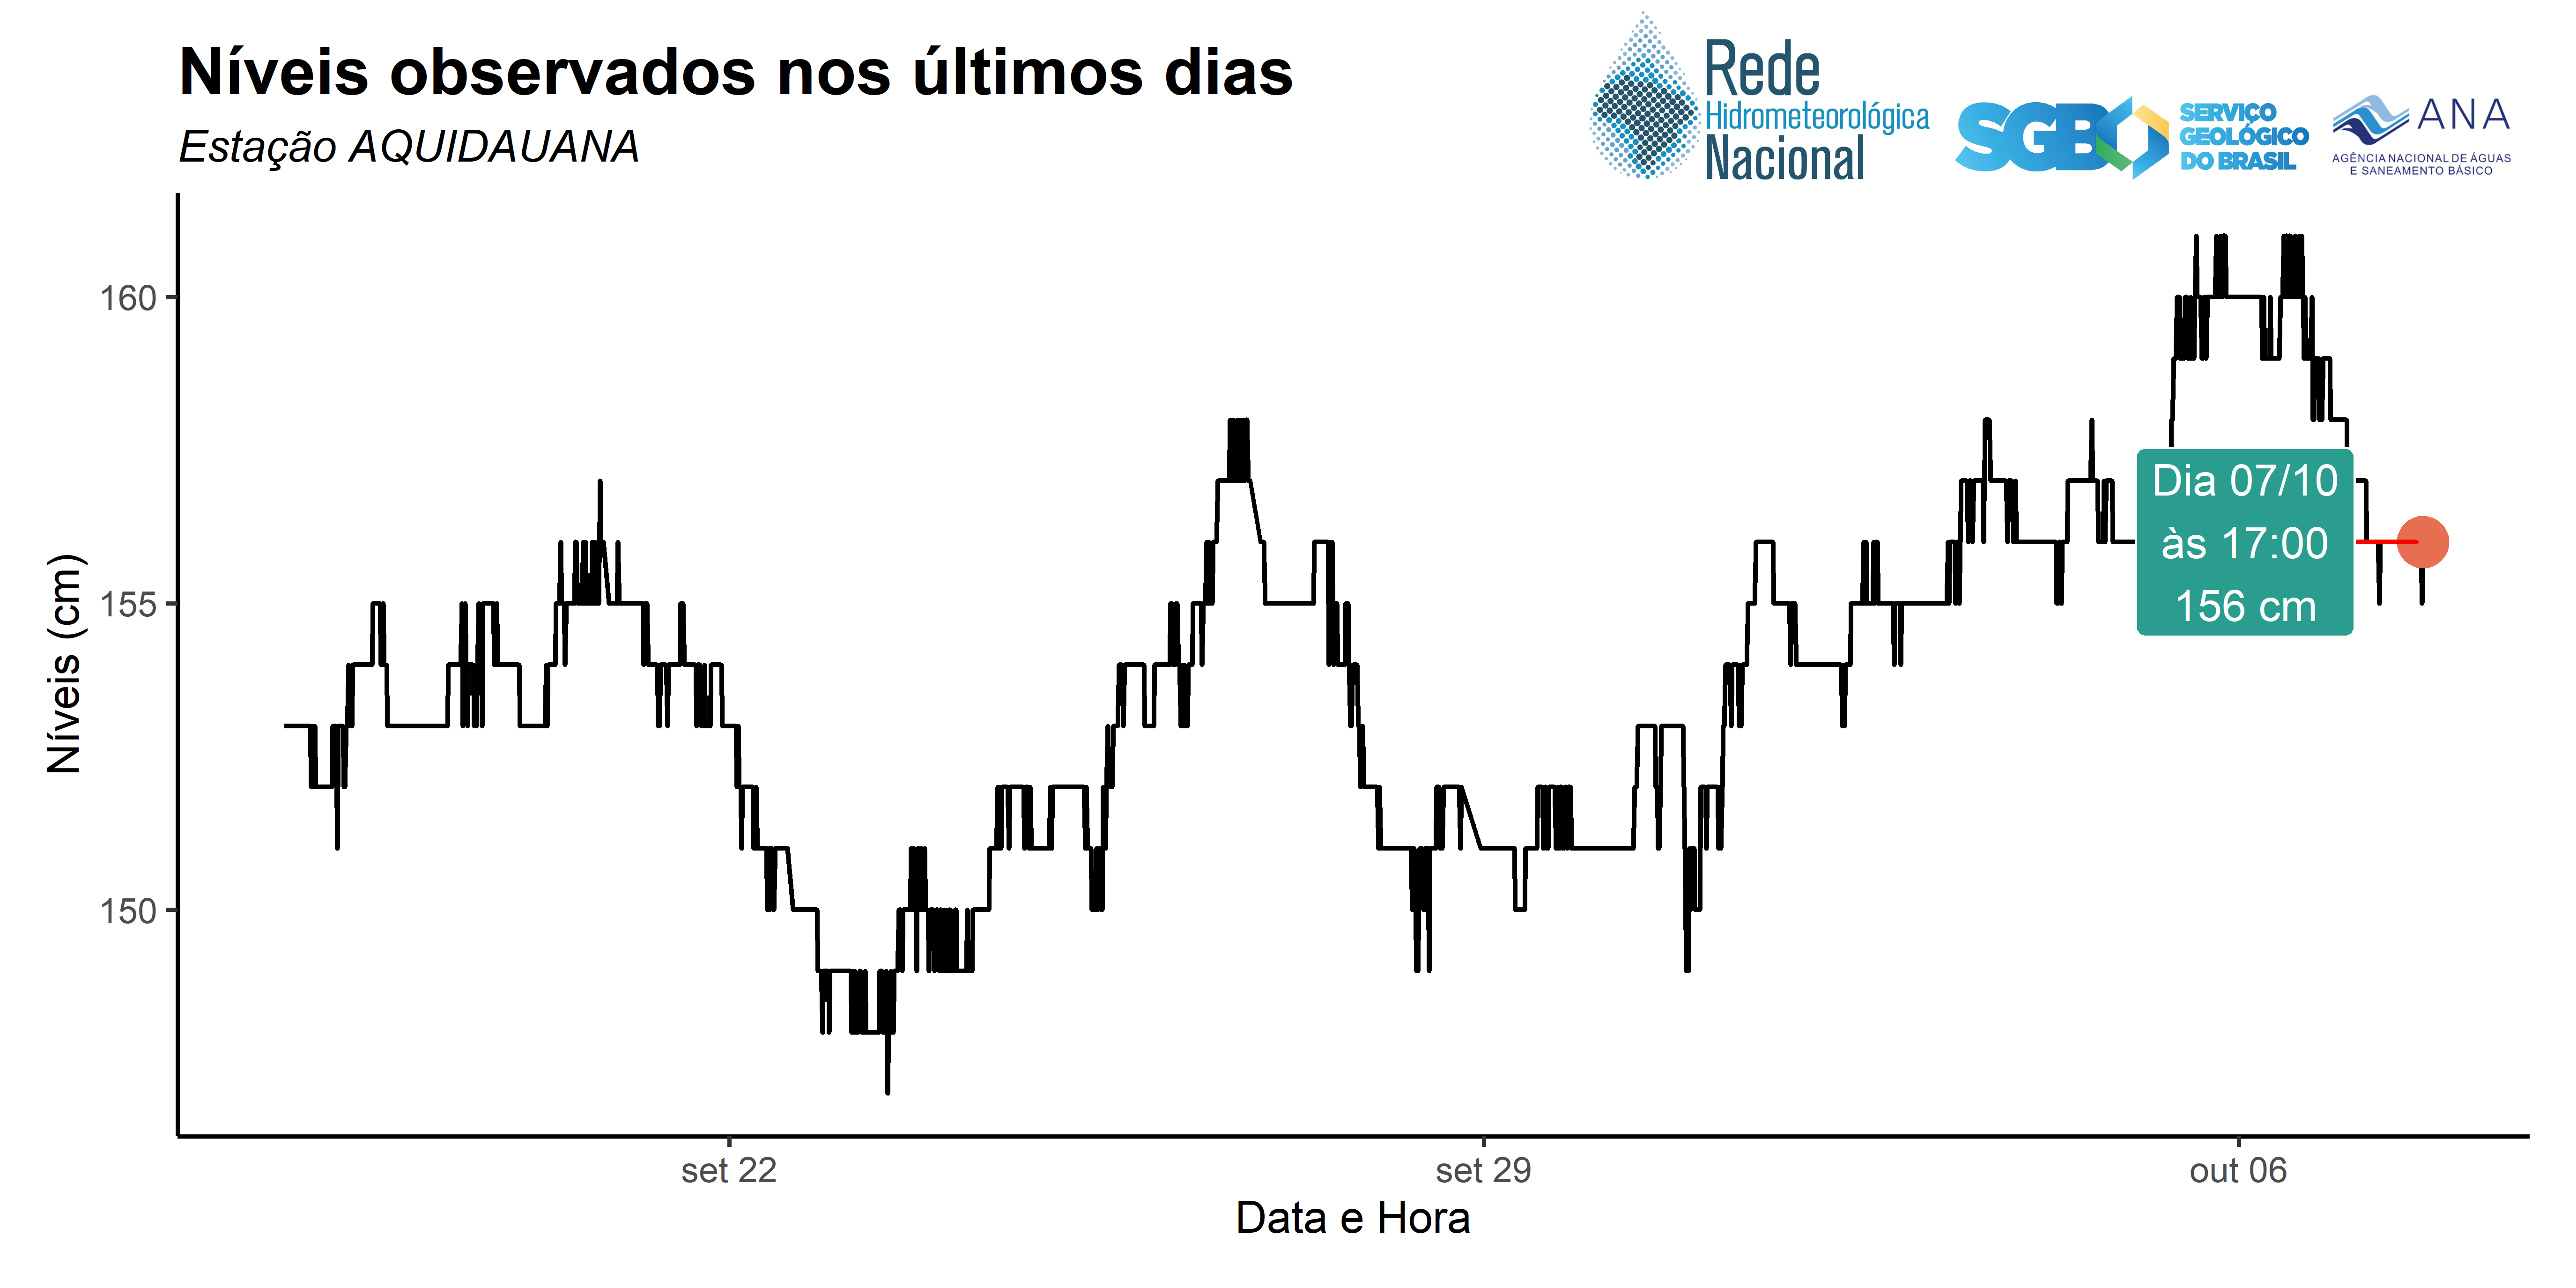 Níveis observados nos últimos dias
Estação AQUIDAUANA
Rede
Hidrometeorológica
Nacional
SGB
SERVIÇO
GEOLÓGICO
DO BRASIL
ANA
AGÊNCIA NACIONAL DE ÁGUAS
E SANEAMENTO BÁSICO
Níveis (cm)
160
155
150
Dia 07/10
às 17:00
156 cm
set 22
set 29
out 06
Data e Hora